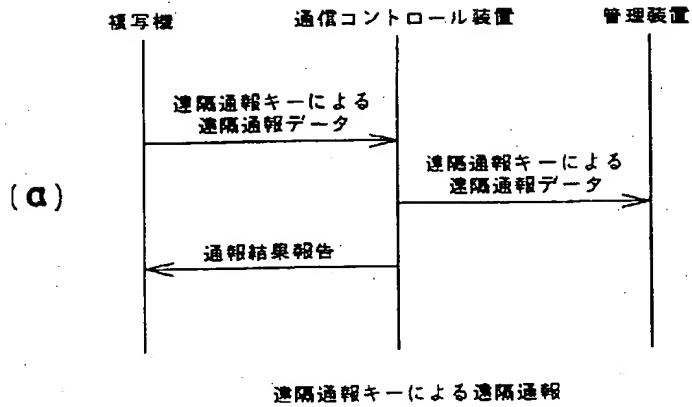 複写機 通信コントロール装置 管理装置
遠隔通報キーによる
遠隔通報データ
遠隔通報キーによる
遠隔通報データ
(a)
通報結果報告
遠隔通報キーによる遠隔通報